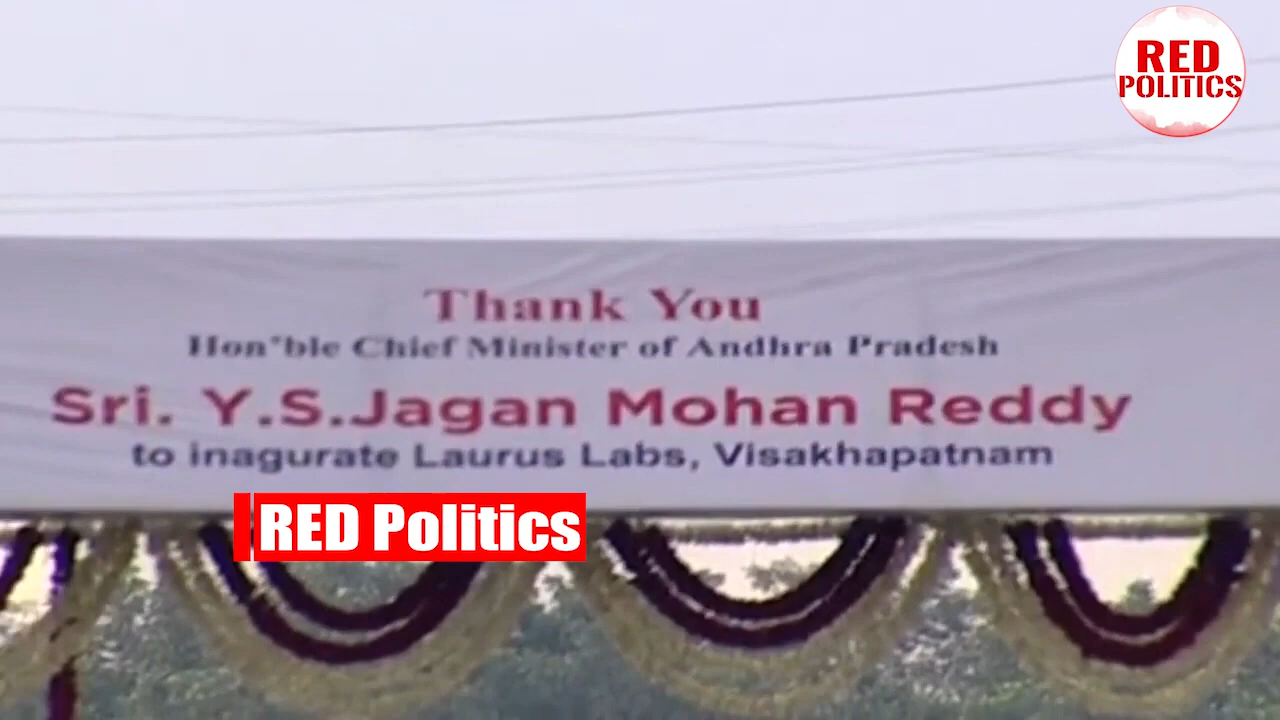 RED
POLITICS
Thank You
Hon'ble Chief Minister of Andhra Pradesh
Sri. Y.S.Jagan Mohan Reddy
to inagurate Laurus Labs, Visakhapatnam
RED Politics